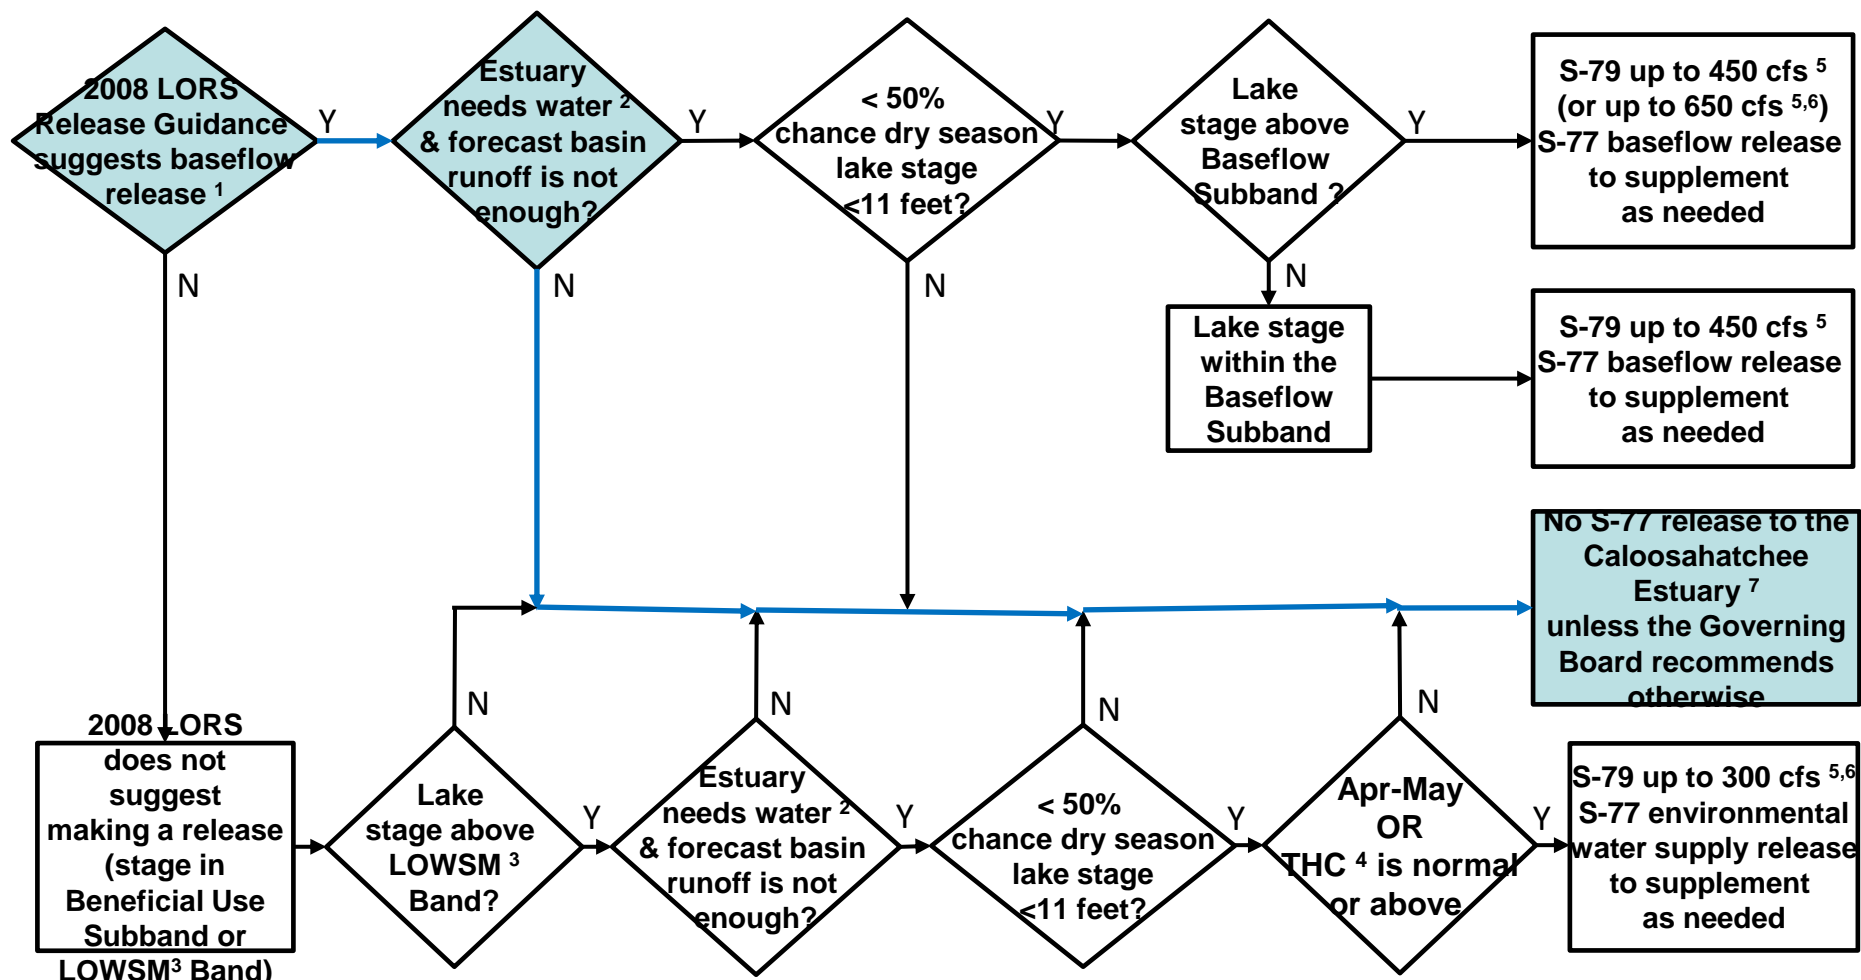 2008 LORS
Release Guidance
suggests baseflow
release 1
Y
N
Estuary
needs water 2
& forecast basin
runoff is not
enough?
Y
N
< 50%
chance dry season
lake stage
<11 feet?
Y
N
Lake
stage above
Baseflow
Subband ?
Y
N
S-79 up to 450 cfs 5
(or up to 650 cfs 5,6)
S-77 baseflow release
to supplement
as needed
Lake stage
within the
Baseflow
Subband
S-79 up to 450 cfs 5
S-77 baseflow release
to supplement
as needed
No S-77 release to the
Caloosahatchee
Estuary 7
unless the Governing
Board recommends
otherwise
2008 LORS
does not
suggest
making a release
(stage in
Beneficial Use
Subband or
LOWSM3 Band)
N
Lake
stage above
LOWSM 3
Band?
Y
N
Estuary
needs water 2
& forecast basin
runoff is not
enough?
Y
N
< 50%
chance dry season
lake stage
<11 feet?
Y
N
Apr-May
OR
THC 4 is normal
or above
Y
S-79 up to 300 cfs 5,6
S-77 environmental
water supply release
to supplement
as needed